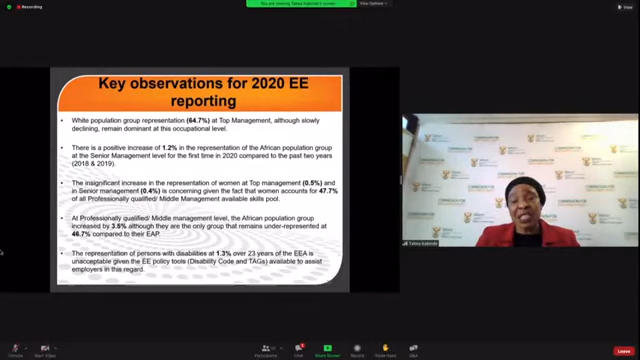 Recording
You are viewing Tabea Kabinde's screen
View Options
View
Key observations for 2020 EE
reporting
White population group representation (64.7%) at Top Management, although slowly
declining, remain dominant at this occupational level.
There is a positive increase of 1.2% in the representation of the African population group
at the Senior Management level for the first time in 2020 compared to the past two years
(2018 & 2019).
The insignificant increase in the representation of women at Top management (0.5%) and
in Senior management (0.4%) is concerning given the fact that women accounts for 47.7%
of all Professionally qualified/ Middle Management available skills pool.
At Professionally qualified/ Middle management level, the African population group
increased by 3.5% although they are the only group that remains under-represented at
46.7% compared to their EAP.
The representation of persons with disabilities at 1.3% over 23 years of the EEA is
unacceptable given the EE policy tools (Disability Code and TAGs) available to assist
employers in this regard.
Tabea Kabinde
Unmute
Start Video
Participants
Chat
Share Screen
Record
Raise Hand
Q&A
Leave